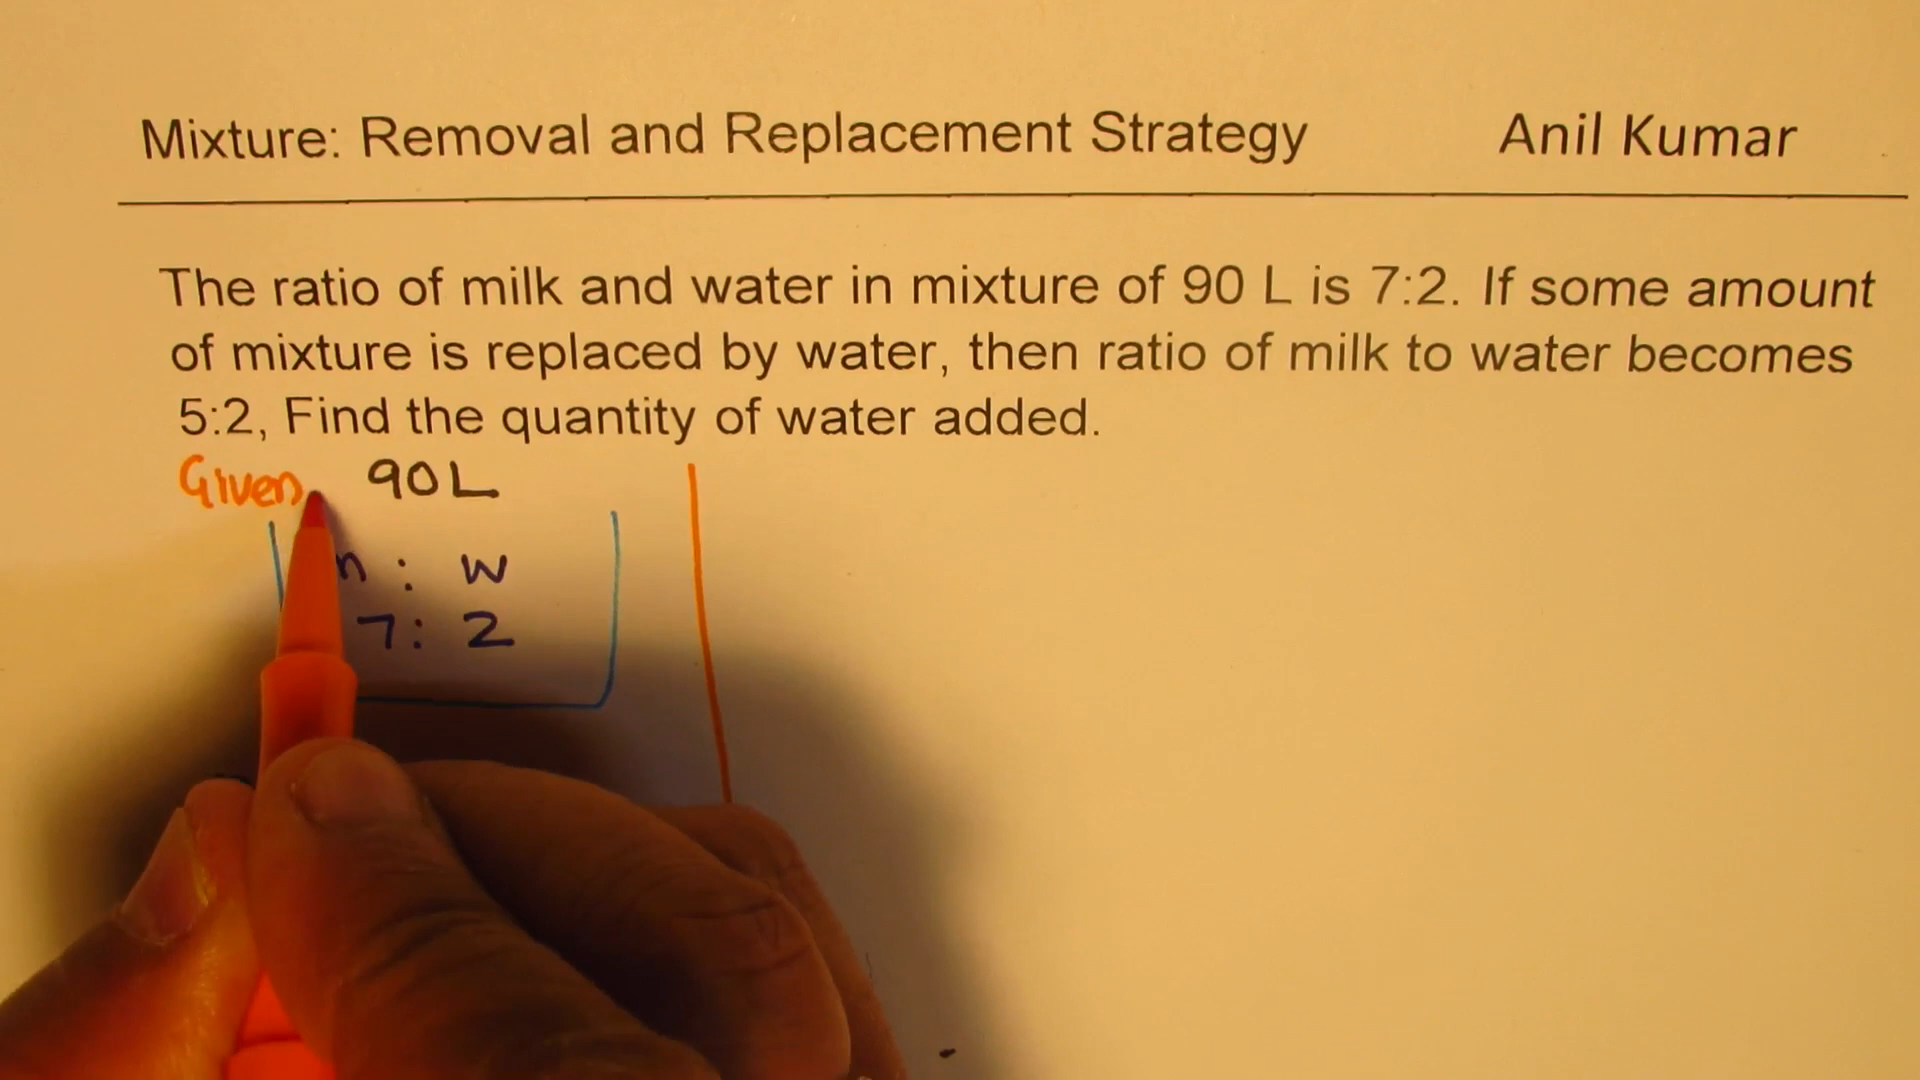 Mixture: Removal and Replacement Strategy Anil Kumar
The ratio of milk and water in mixture of 90 L is 7:2. If some amount
of mixture is replaced by water, then ratio of milk to water becomes
5:2, Find the quantity of water added.
Given 90L
: W
7: 2